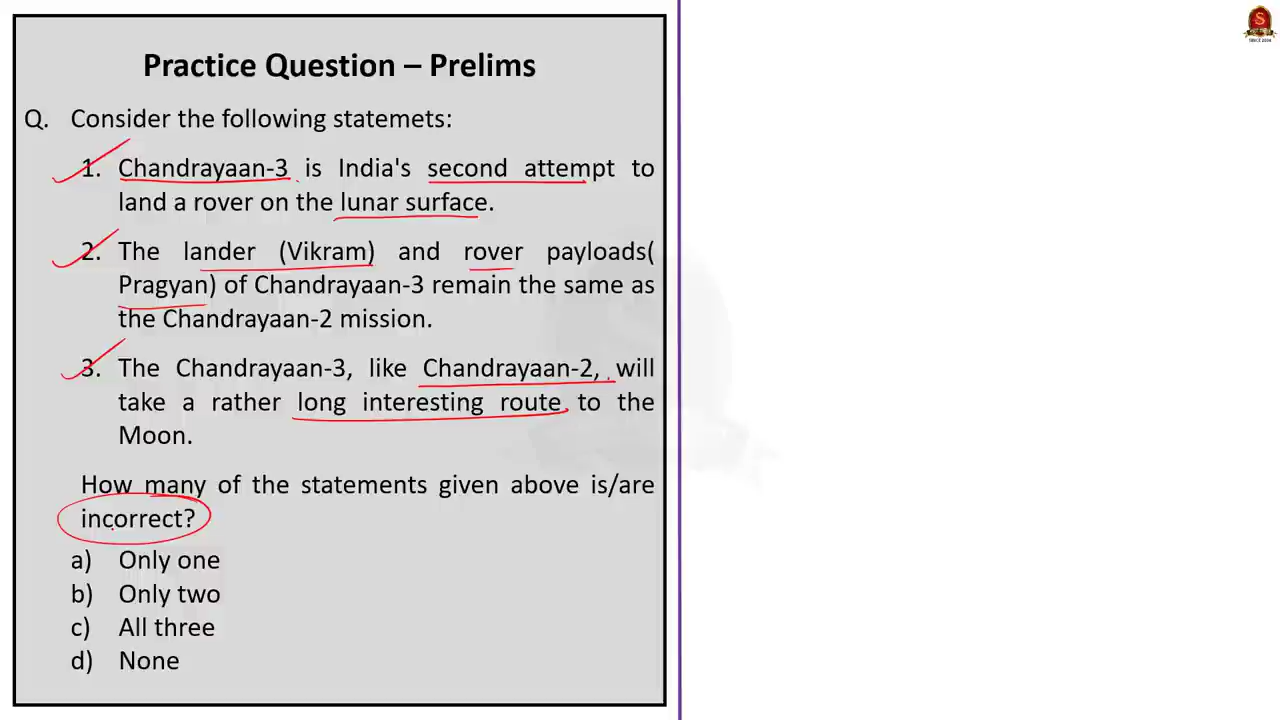 Practice Question – Prelims
Q. Consider the following statemets:
1. Chandrayaan-3 is India's second attempt to
land a rover on the lunar surface.
2. The lander (Vikram) and rover payloads(
Pragyan) of Chandrayaan-3 remain the same as
the Chandrayaan-2 mission.
3. The Chandrayaan-3, like Chandrayaan-2, will
take a rather long interesting route to the
Moon.
How many of the statements given above is/are
incorrect?
a) Only one
b) Only two
c) All three
d) None
S
SINCE 2004